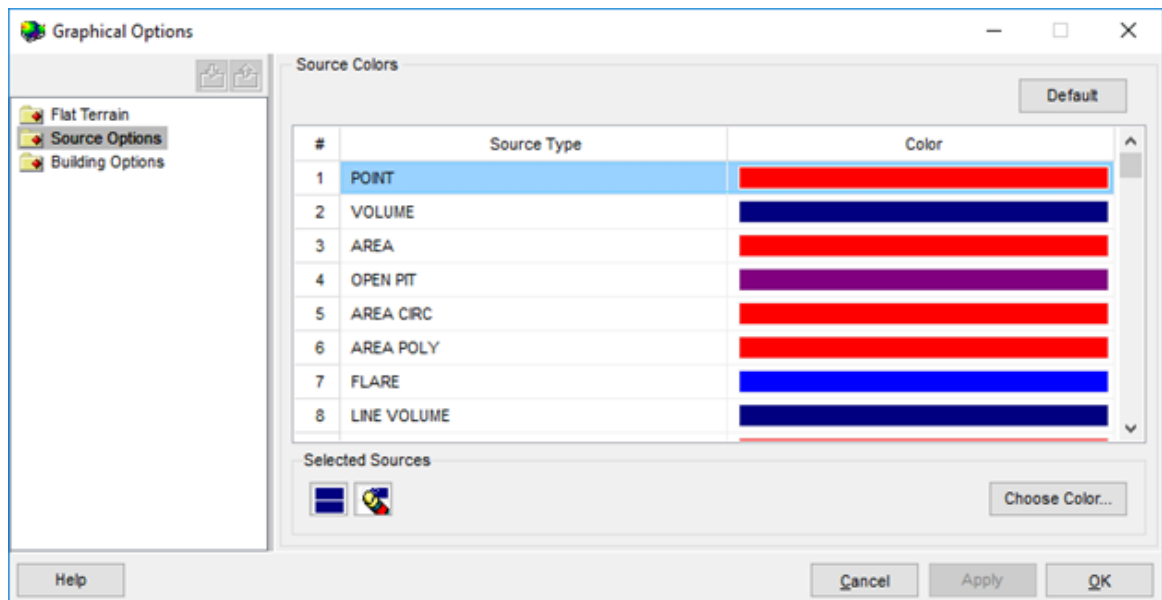 Graphical Options
Flat Terrain
Source Options
Building Options
Source Colors
Default
# Source Type Color
1 POINT
2 VOLUME
3 AREA
4 OPEN PIT
5 AREA CIRC
6 AREA POLY
7 FLARE
8 LINE VOLUME
Selected Sources
Choose Color...
Help Cancel Apply OK